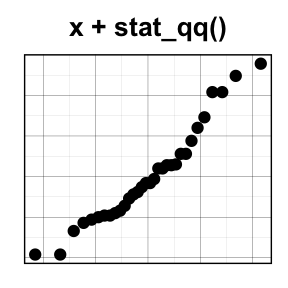 x + stat_qq()